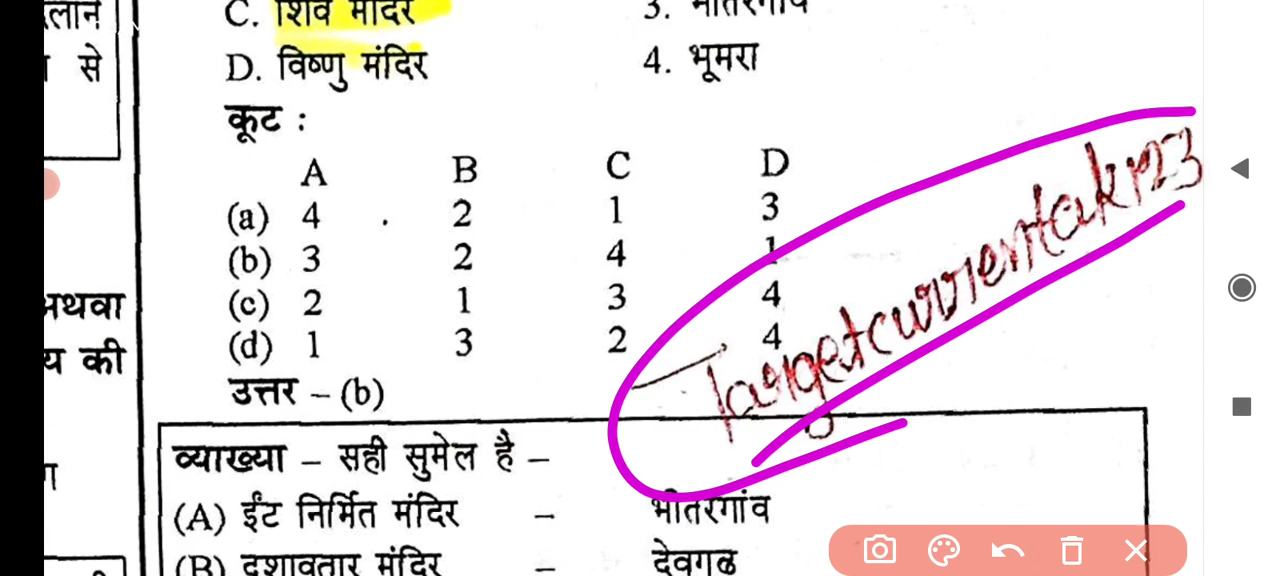 C. शिव मंदिर 3. भीतरगांव
D. विष्णु मंदिर 4. भूमरा
से
कूट :
A B C D
(a) 4 2 1 3
(b) 3 2 4 1
(c) 2 1 3 4
(d) 1 3 2 4
अथवा
य की
उत्तर – (b)
व्याख्या – सही सुमेल है –
(A) ईंट निर्मित मंदिर – भीतरगांव
(B) दशावतार मंदिर – देवगढ